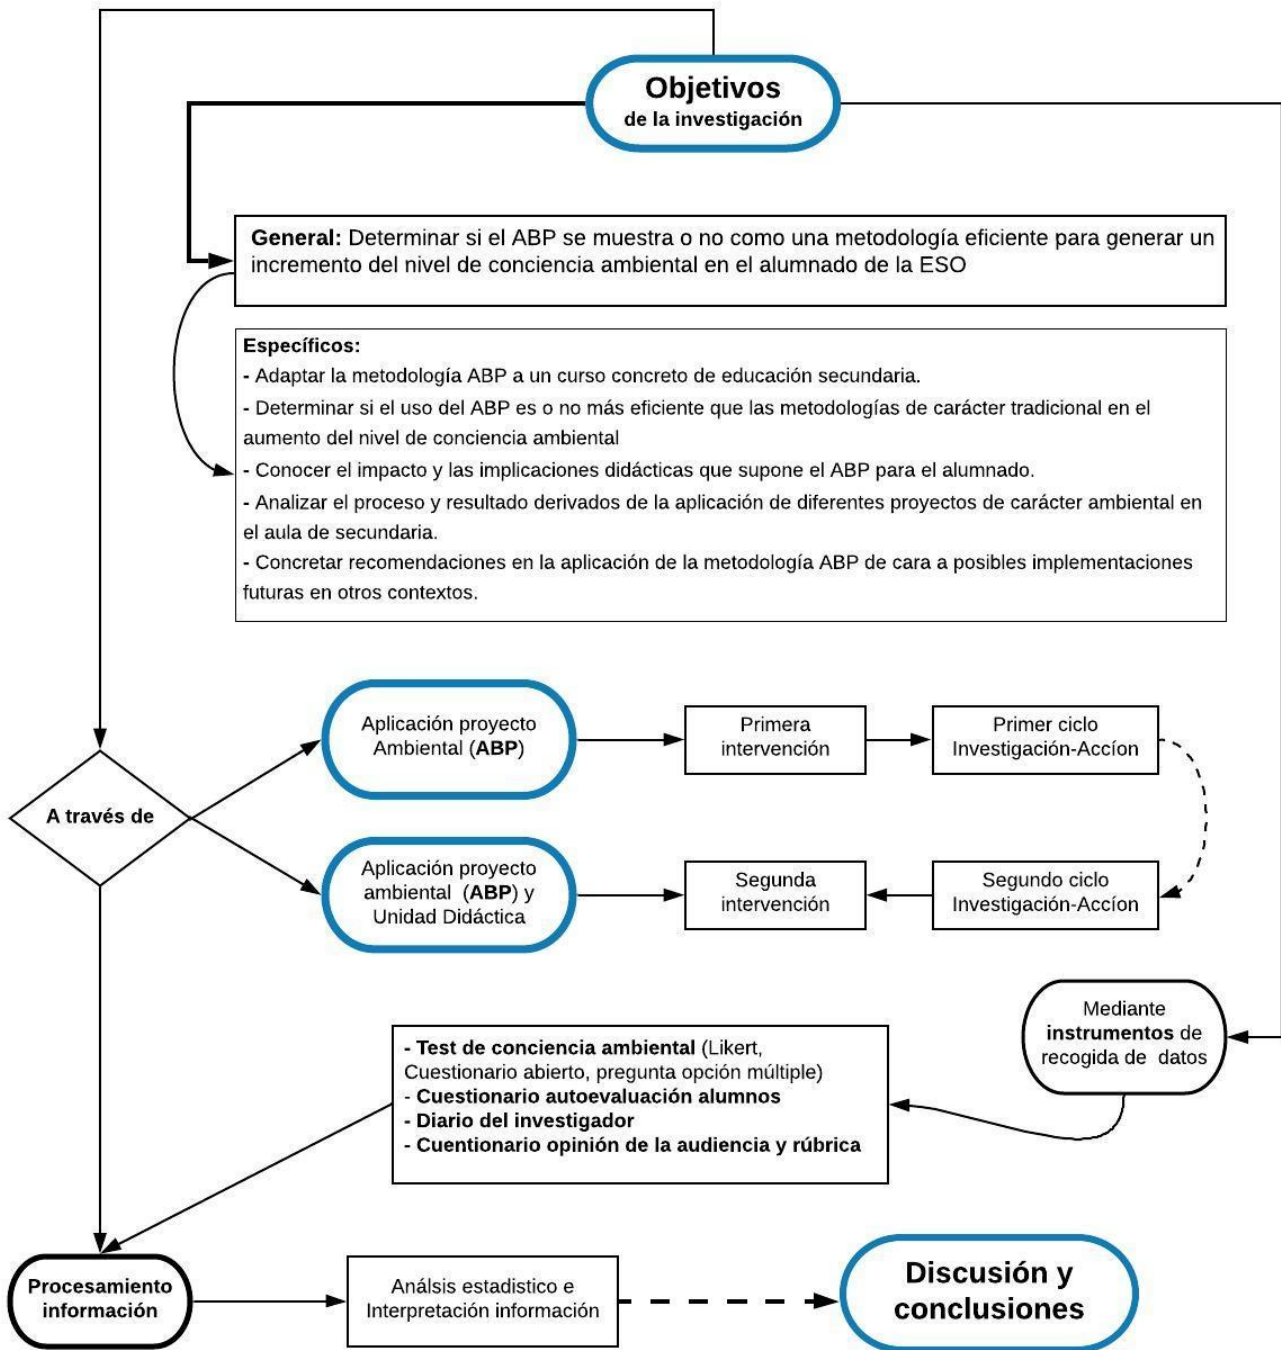 Objetivos
de la investigación
General: Determinar si el ABP se muestra o no como una metodología eficiente para generar un
incremento del nivel de conciencia ambiental en el alumnado de la ESO
Específicos:
- Adaptar la metodología ABP a un curso concreto de educación secundaria.
- Determinar si el uso del ABP es o no más eficiente que las metodologías de carácter tradicional en el
aumento del nivel de conciencia ambiental
- Conocer el impacto y las implicaciones didácticas que supone el ABP para el alumnado.
- Analizar el proceso y resultado derivados de la aplicación de diferentes proyectos de carácter ambiental en
el aula de secundaria.
- Concretar recomendaciones en la aplicación de la metodología ABP de cara a posibles implementaciones
futuras en otros contextos.
A través de
Aplicación proyecto
Ambiental (ABP)
Primera
intervención
Primer ciclo
Investigación-Accíon
Aplicación proyecto
ambiental (ABP) y
Unidad Didáctica
Segunda
intervención
Segundo ciclo
Investigación-Accíon
Mediante
instrumentos de
recogida de datos
- Test de conciencia ambiental (Likert,
Cuestionario abierto, pregunta opción múltiple)
- Cuestionario autoevaluación alumnos
- Diario del investigador
- Cuentionario opinión de la audiencia y rúbrica
Procesamiento
información
Análsis estadistico e
Interpretación información
Discusión y
conclusiones